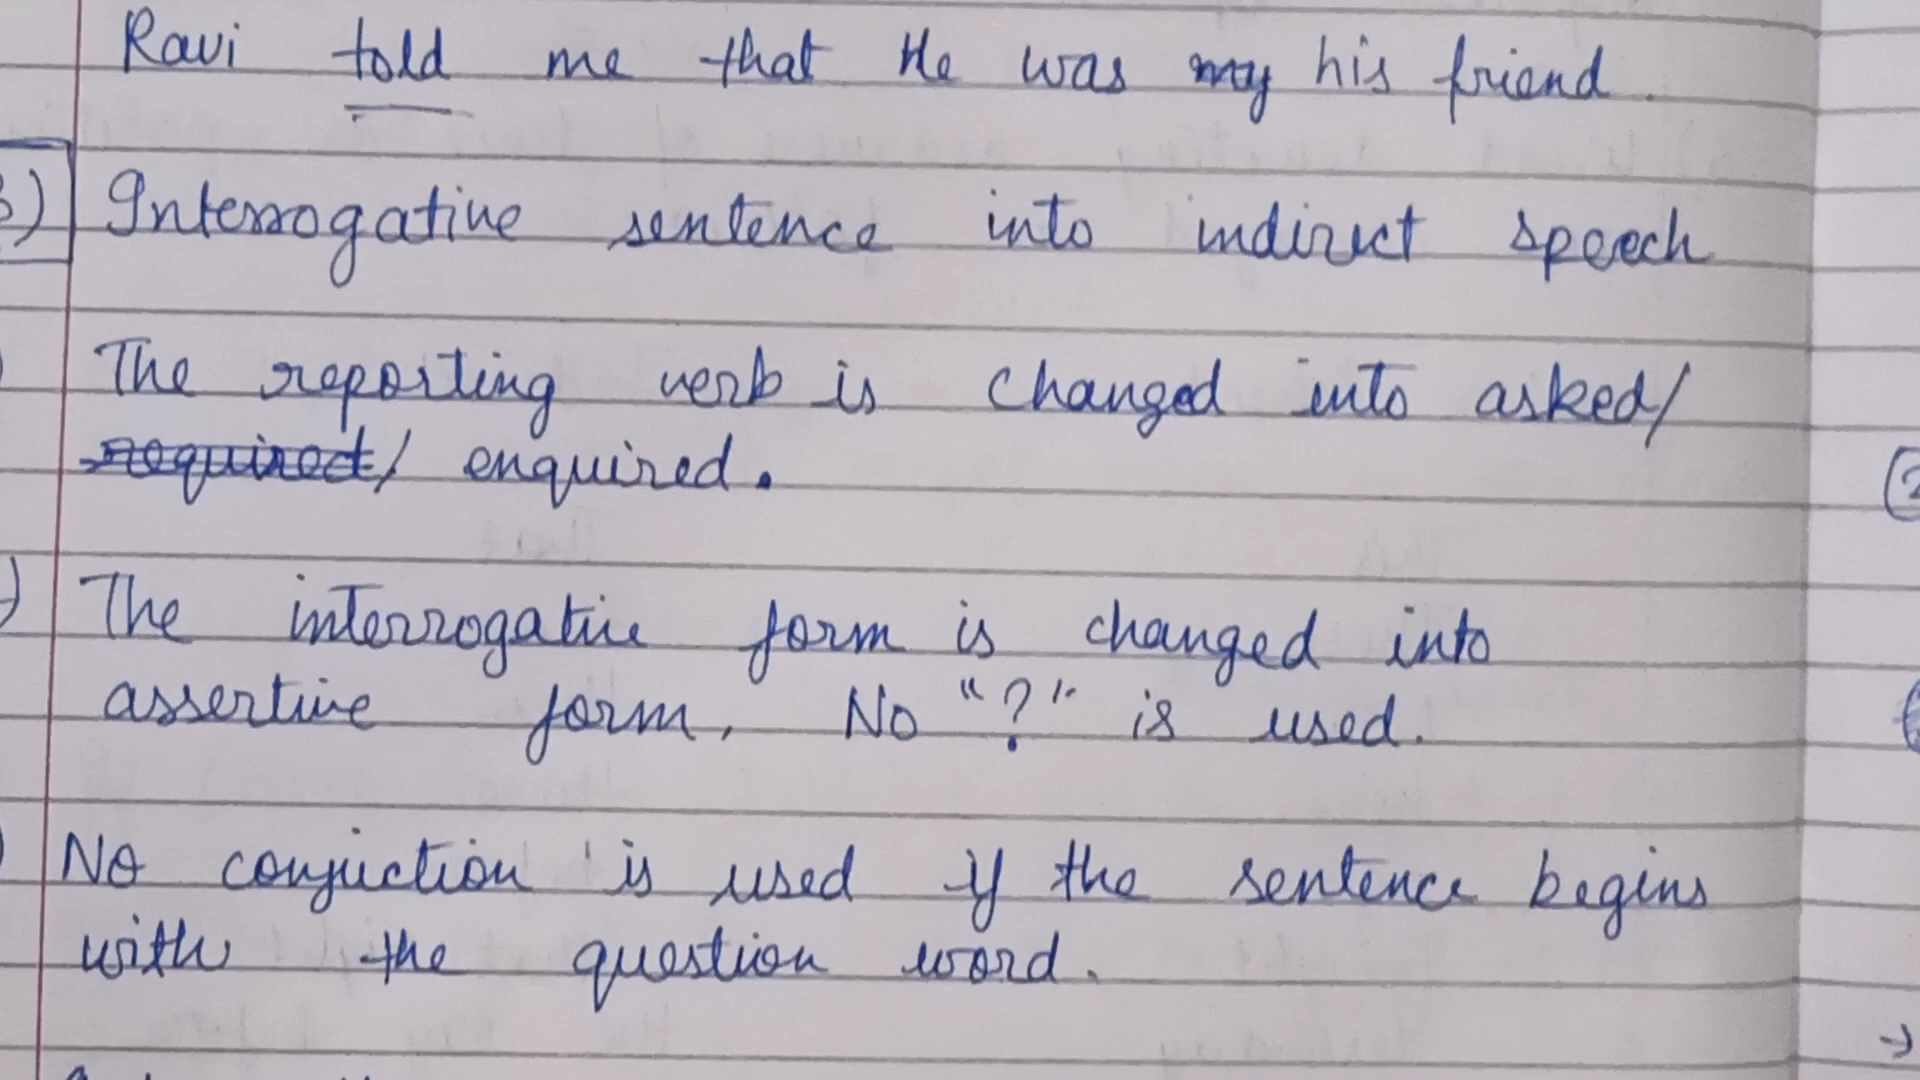 Ravi told me that He was my his friend.
3) Interrogative sentence into indirect speech
The reporting verb is changed into asked/
required/ enquired.
The interrogative form is changed into
assertive form, No "?" is used.
No conjuction is used if the sentence begins
with the question word.